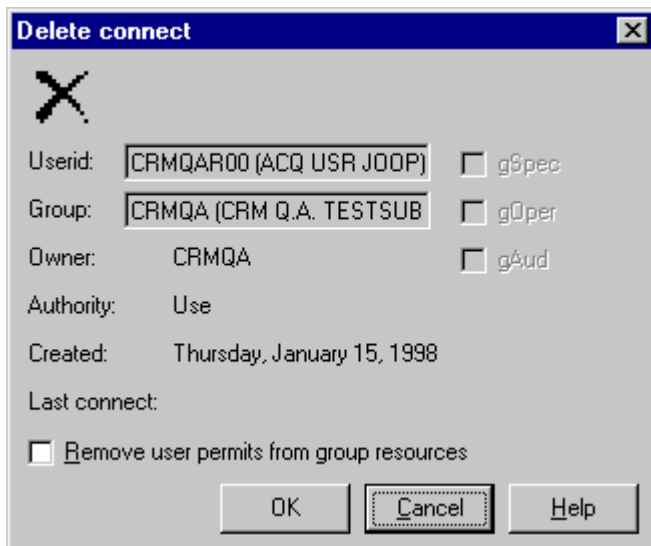 Delete connect
Userid: CRMQAR00 (ACQ USR JOOP) gSpec
Group: CRMQA (CRM Q.A. TESTSUB gOper
Owner: CRMQA gAud
Authority: Use
Created: Thursday, January 15, 1998
Last connect:
Remove user permits from group resources
OK Cancel Help